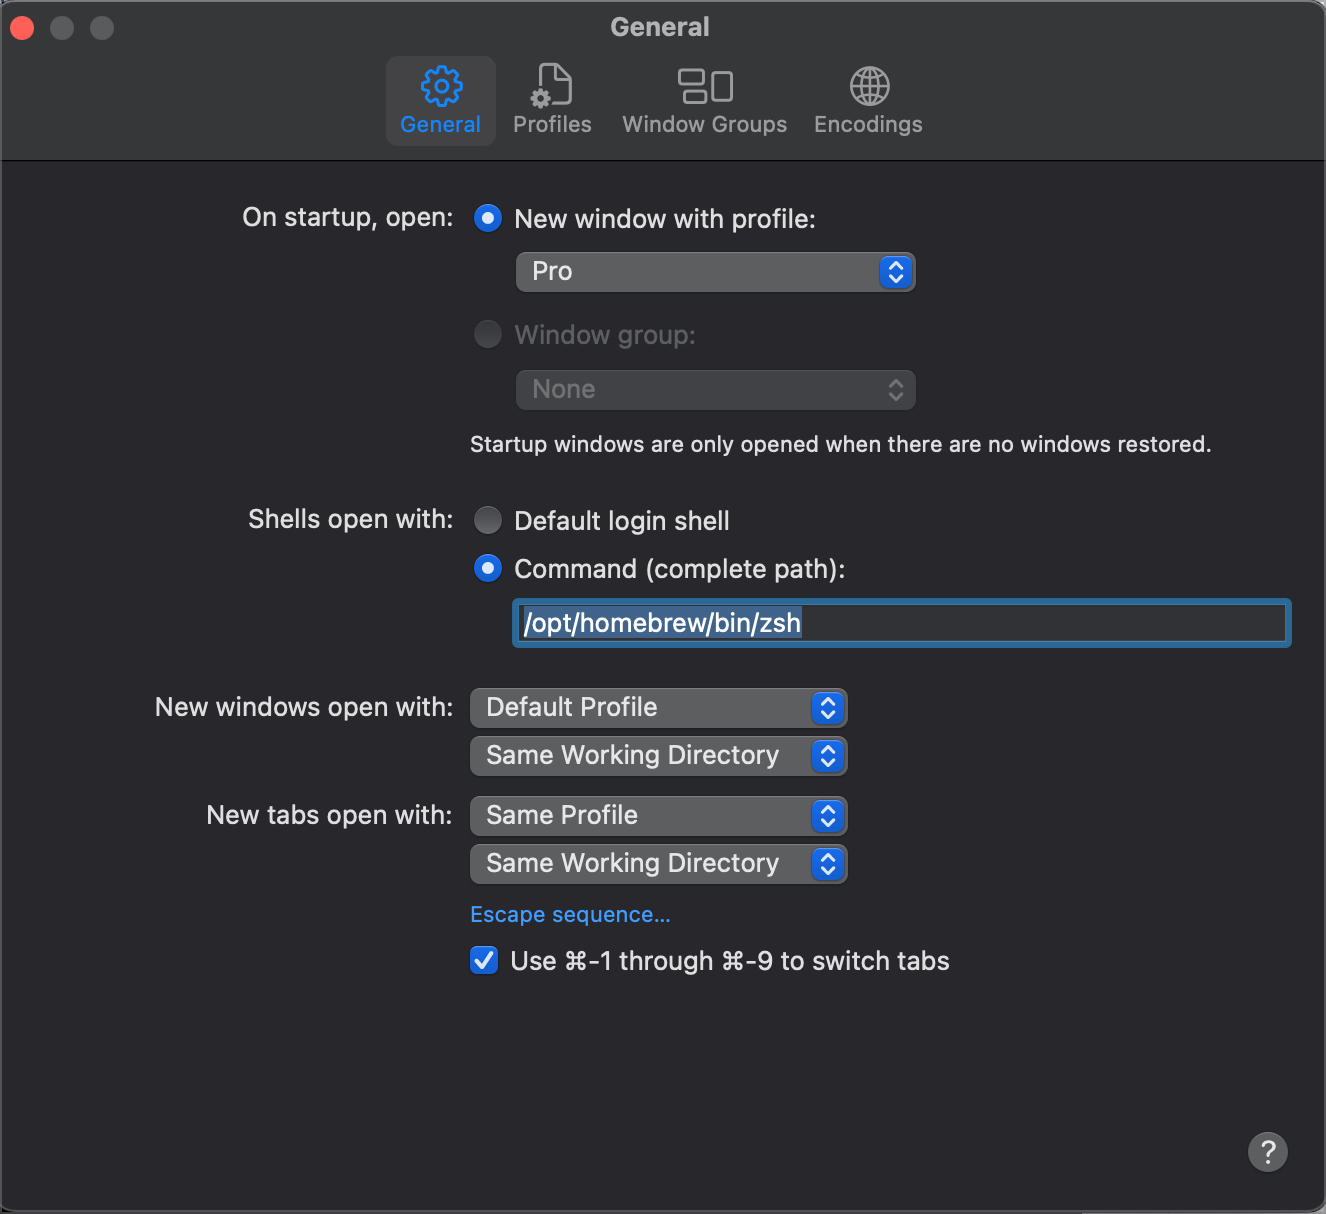 General
General
Profiles
Window Groups
Encodings
On startup, open:
New window with profile:
Pro
Window group:
None
Startup windows are only opened when there are no windows restored.
Shells open with:
Default login shell
Command (complete path):
/opt/homebrew/bin/zsh
New windows open with:
Default Profile
Same Working Directory
New tabs open with:
Same Profile
Same Working Directory
Escape sequence...
Use ⌘-1 through ⌘-9 to switch tabs
?